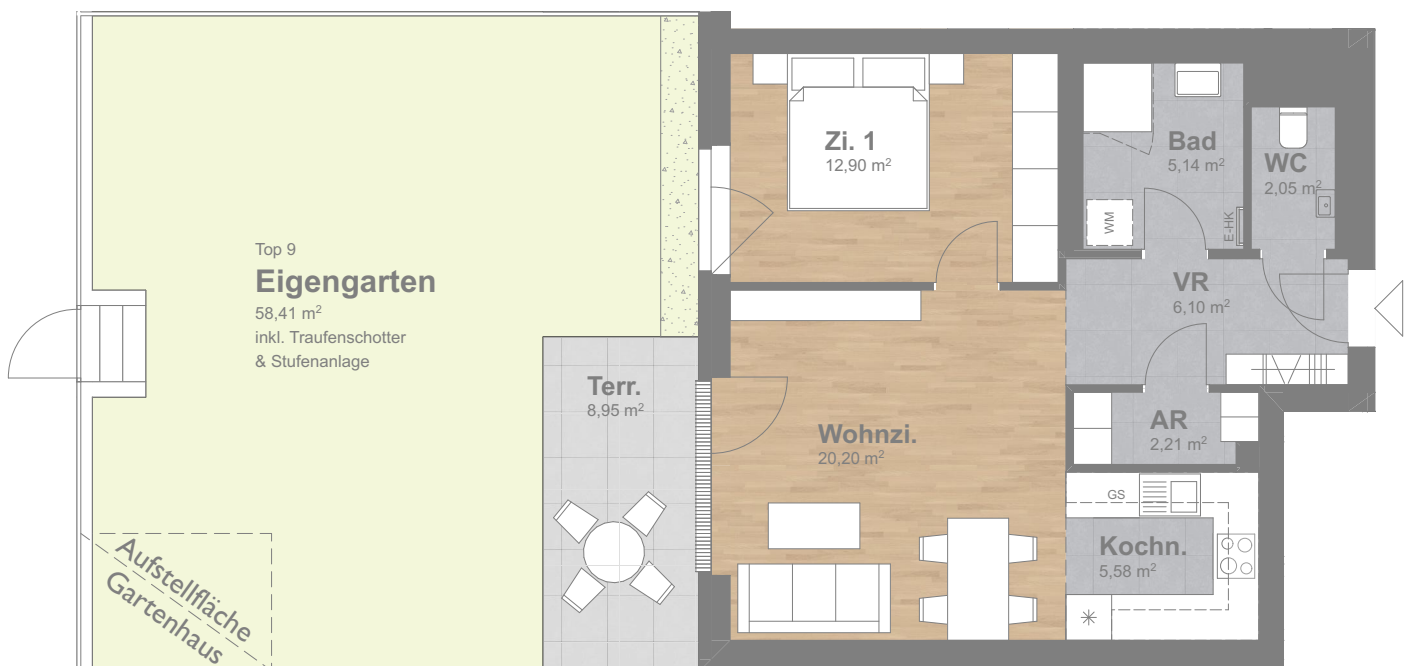 Top 9
Eigengarten
58,41 m²
inkl. Traufenschotter
& Stufenanlage
Aufstellfläche
Gartenhaus
Terr.
8,95 m²
Zi. 1
12,90 m²
Wohnzi.
20,20 m²
Bad
5,14 m²
WM
E-HK
WC
2,05 m²
VR
6,10 m²
AR
2,21 m²
GS
Kochn.
5,58 m²